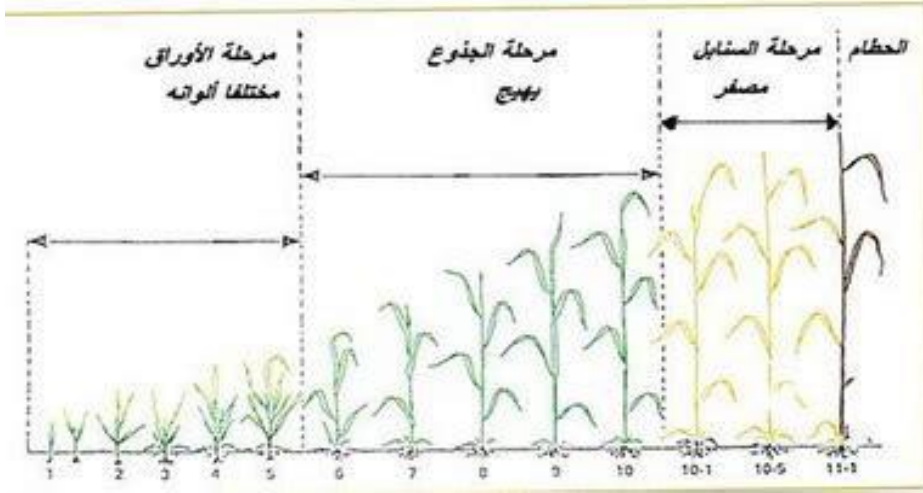 مرحلة الأوراق
مختلفا ألوانه
مرحلة الجذوع
يهيج
مرحلة السنابل
مصفر
الحطام
1 2 3 4 5 6 7 8 9 10 10-1 10-5 11-1